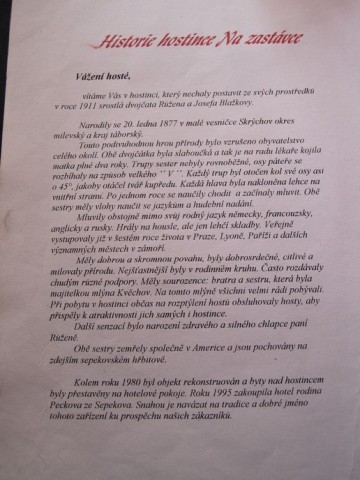 Historie hostince Na zastávce
Vážení hosté,
vítáme Vás v hostinci, který nechaly postavit ze svých prostředků
v roce 1911 srostlá dvojčata Růžena a Josefa Blažkovy.
Narodily se 20. ledna 1877 v malé vesničce Skrýchov okres
milevský a kraj táborský.
Touto podivuhodnou hrou přírody bylo vzrušeno obyvatelstvo
celého okolí. Obě dvojčátka byla slaboučká a tak je na radu lékaře kojila
matka plné dva roky. Trupy sester nebyly rovnoběžné, osy páteře se
rozbíhaly na způsob velkého '' V ''. Každý trup byl otočen kol své osy asi
o 45°, jakoby otáčel tvář kupředu. Každá hlava byla nakloněna lehce na
vnitřní straně. Po jednom roce se naučily chodit a začínaly mluvit. Obě
sestry měly vlohy naučit se jazykům a hudební nadání.
Mluvily obstojně mimo svůj rodný jazyk německy, francouzsky,
anglicky a rusky. Hrály na housle, ale jen lehčí skladby. Veřejně
vystupovaly již v šestém roce života v Praze, Lyoně, Paříži a dalších
významných městech v zámoří.
Měly dobrou a skromnou povahu, byly dobrosrdečné, citlivé a
milovaly přírodu. Nejšťastnější byly v rodinném kruhu. Často rozdávaly
chudým různé podpory. Měly sourozence: bratra a sestru, která byla
majitelkou mlýna Kvěchov. Na tomto mlýně všichni velmi rádi pobývali.
Při pobytu v hostinci občas na rozptýlení hostů obsluhovaly hosty, aby
přispěly k atraktivnosti jich samých i hostince.
Další senzací bylo narození zdravého a silného chlapce paní
Růženě.
Obě sestry zemřely společně v Americe a jsou pochovány na
zdejším sepekovském hřbitově.
Kolem roku 1980 byl objekt rekonstruován a byty nad hostincem
byly přestavěny na hotelové pokoje. Roku 1995 zakoupila hotel rodina
Peckova ze Sepekova. Snahou je navázat na tradice a dobré jméno
tohoto zařízení ku prospěchu našich zákazníků.